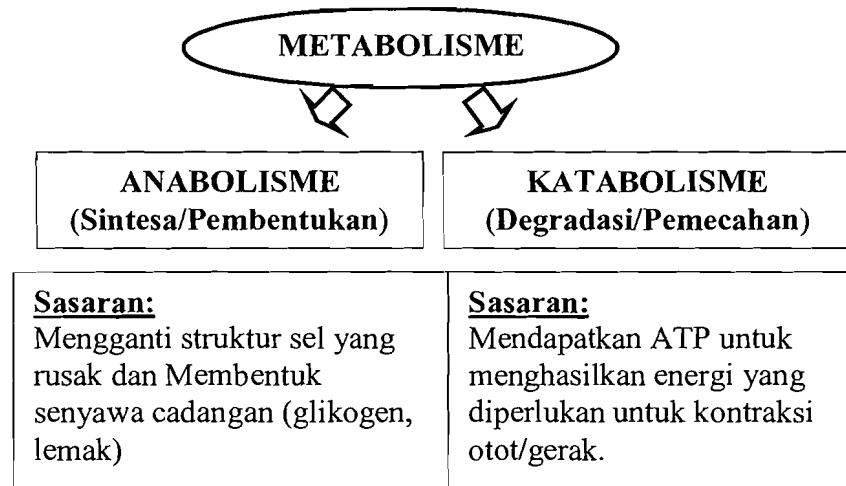 METABOLISME
ANABOLISME
(Sintesa/Pembentukan)
KATABOLISME
(Degradasi/Pemecahan)
Sasaran:
Mengganti struktur sel yang
rusak dan Membentuk
senyawa cadangan (glikogen,
lemak)
Sasaran:
Mendapatkan ATP untuk
menghasilkan energi yang
diperlukan untuk kontraksi
otot/gerak.